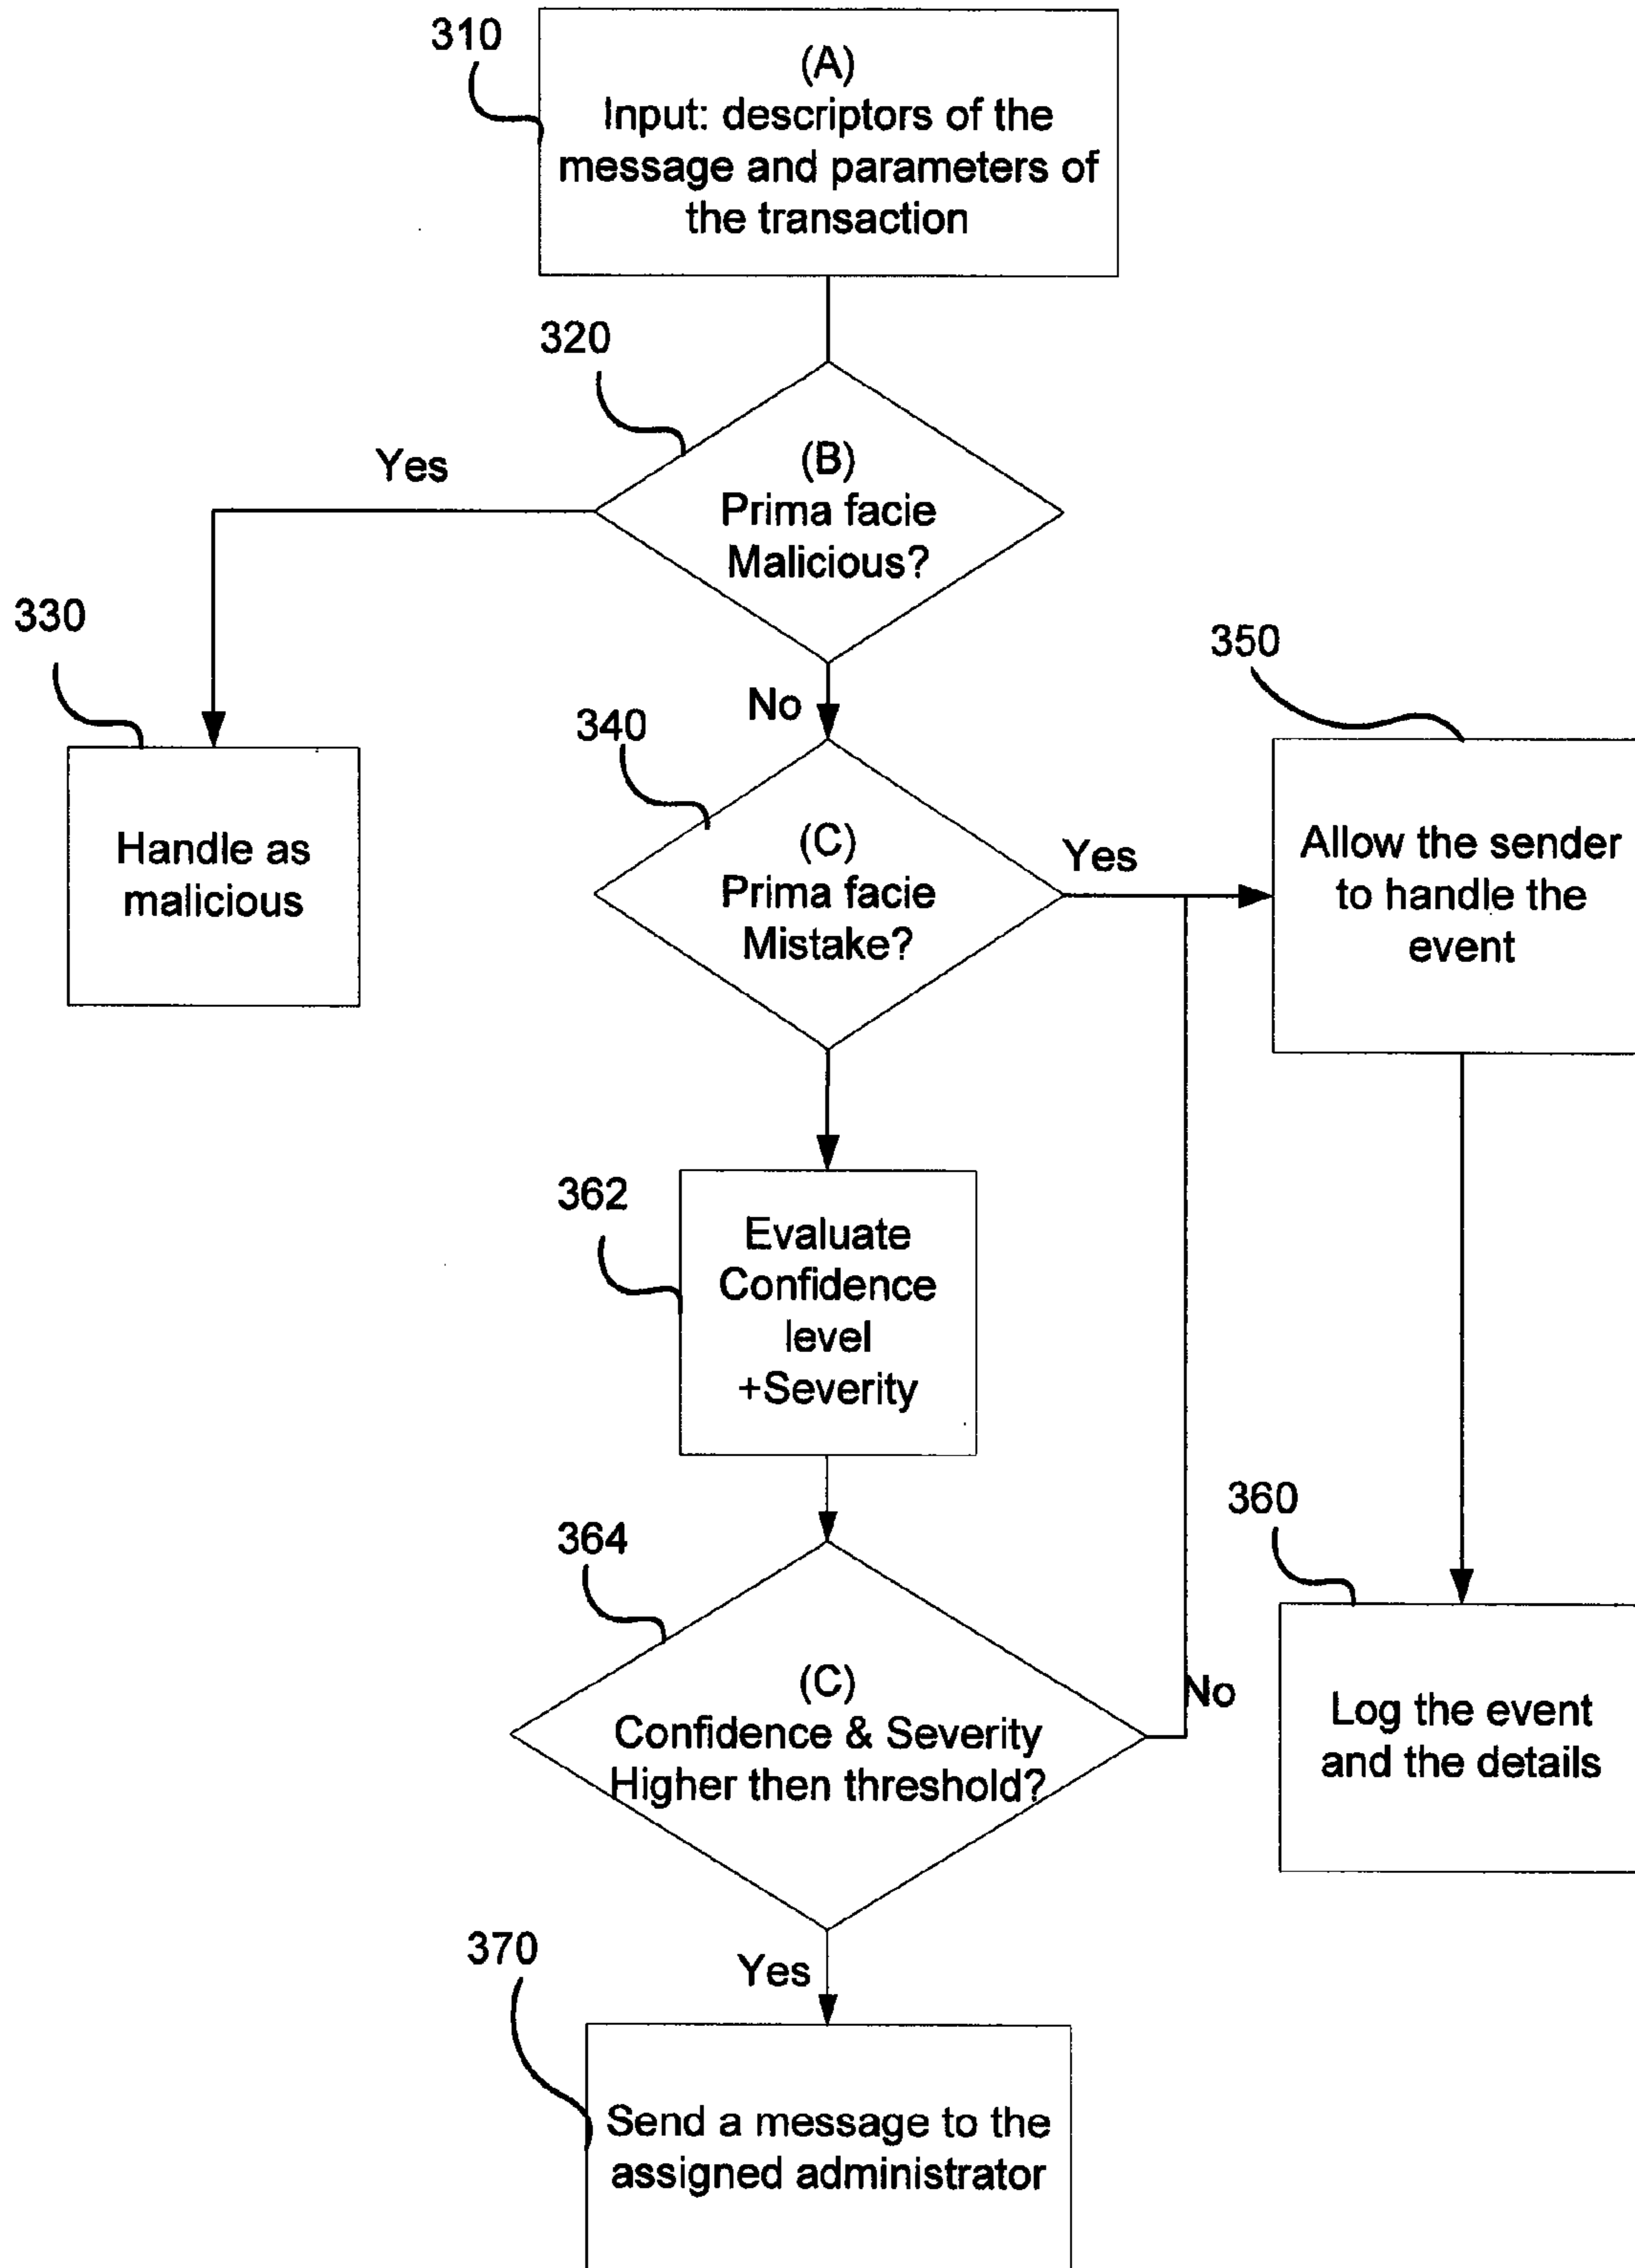 310
(A)
Input: descriptors of the
message and parameters of
the transaction
320
(B)
Prima facie
Malicious?
Yes
No
330
Handle as
malicious
340
(C)
Prima facie
Mistake?
Yes
350
Allow the sender
to handle the
event
362
Evaluate
Confidence
level
+Severity
364
(C)
Confidence & Severity
Higher then threshold?
No
360
Log the event
and the details
Yes
370
Send a message to the
assigned administrator